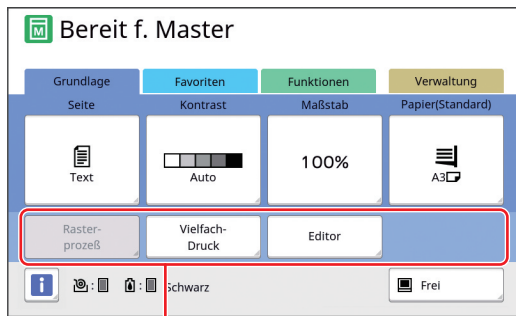 Bereit f. Master
Grundlage Favoriten Funktionen Verwaltung
Seite Kontrast Maßstab Papier(Standard)
Text Auto 100% A3
Raster-
prozeß
Vielfach-
Druck
Editor
i : : Schwarz Frei